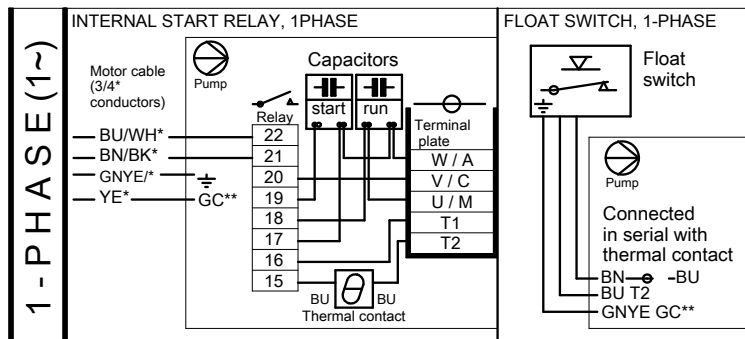 1-PHASE(1~)
INTERNAL START RELAY, 1PHASE
Motor cable
(3/4*
conductors)
Pump
Capacitors
start
run
Relay
Terminal
plate
BU/WH*
BN/BK*
GNYE/*
YE*
GC**
22
21
20
19
18
17
16
15
W / A
V / C
U / M
T1
T2
BU
BU
Thermal contact
FLOAT SWITCH, 1-PHASE
Float
switch
Pump
Connected
in serial with
thermal contact
BN -BU
BU T2
GNYE GC**